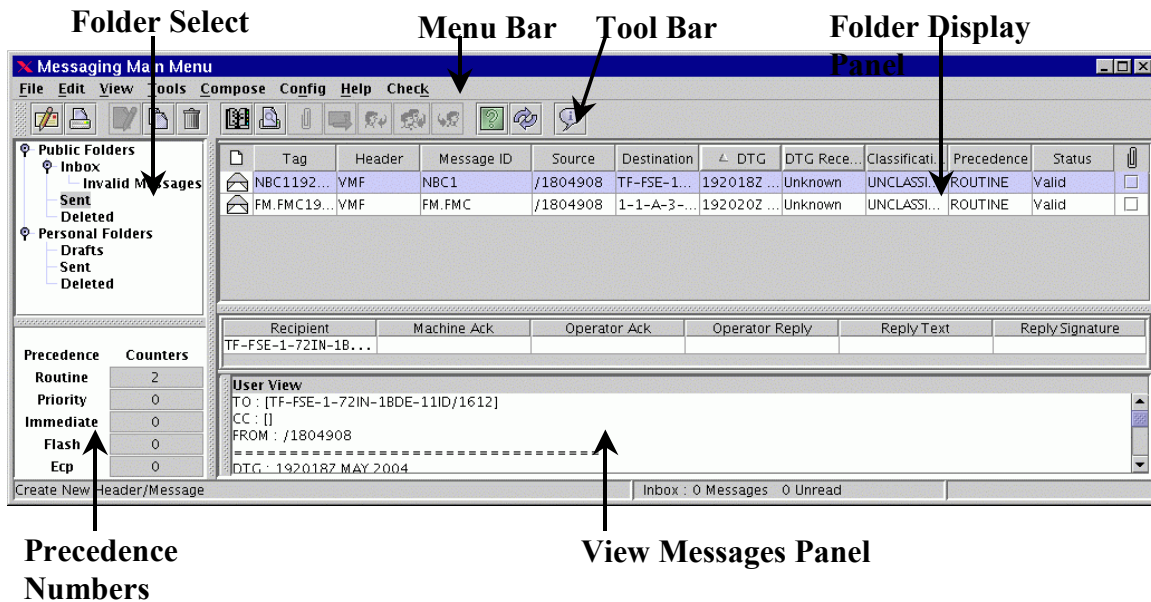 Folder Select
Menu Bar
Tool Bar
Folder Display Panel
Messaging Main Menu
File Edit View Tools Compose Config Help Check
Public Folders
Inbox
Invalid Messages
Sent
Deleted
Personal Folders
Drafts
Sent
Deleted
Tag Header Message ID Source Destination DTG DTG Rece... Classificati... Precedence Status
NBC1192... VMF NBC1 /1804908 TF-FSE-1... 192018Z ... Unknown UNCLASSI... ROUTINE Valid
FM.FMC19... VMF FM.FMC /1804908 1-1-A-3-... 192020Z ... Unknown UNCLASSI... ROUTINE Valid
Recipient Machine Ack Operator Ack Operator Reply Reply Text Reply Signature
TF-FSE-1-72IN-1B...
Precedence Counters
Routine 2
Priority 0
Immediate 0
Flash 0
Ecp 0
User View
TO : [TF-FSE-1-72IN-1BDE-11ID/1612]
CC : []
FROM : /1804908
====================================
DTG : 192018Z MAY 2004
Create New Header/Message
Inbox : 0 Messages 0 Unread
Precedence Numbers
View Messages Panel